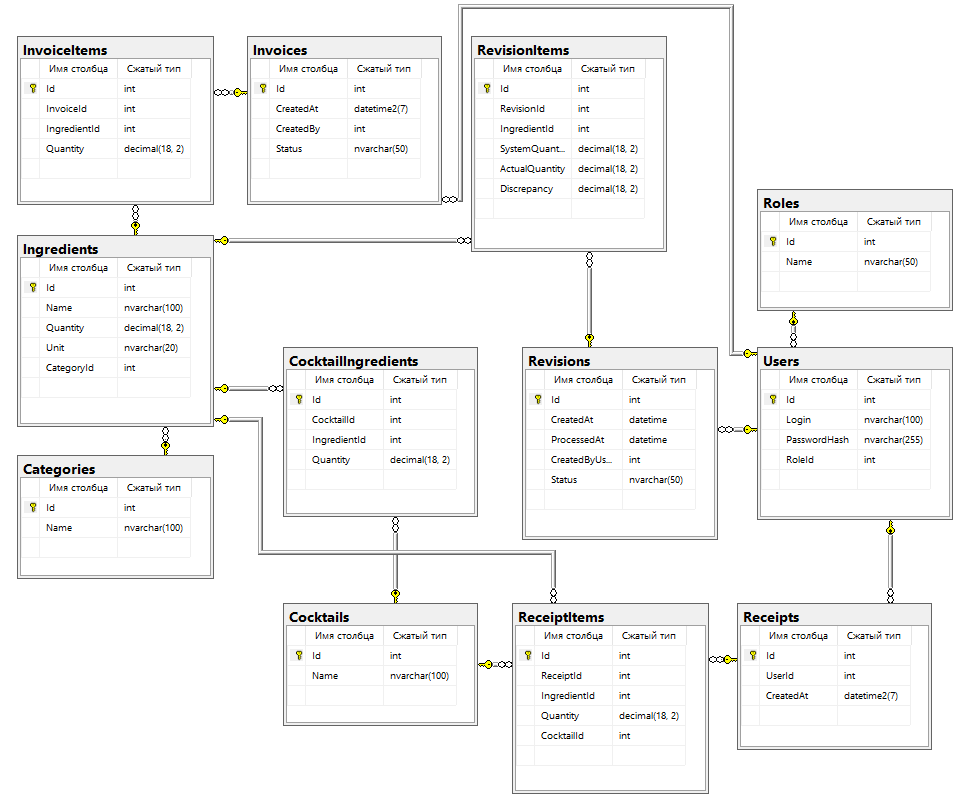 InvoiceItems
Имя столбца Сжатый тип
Id int
InvoiceId int
IngredientId int
Quantity decimal(18, 2)
Invoices
Имя столбца Сжатый тип
Id int
CreatedAt datetime2(7)
CreatedBy int
Status nvarchar(50)
RevisionItems
Имя столбца Сжатый тип
Id int
RevisionId int
IngredientId int
SystemQuant... decimal(18, 2)
ActualQuantity decimal(18, 2)
Discrepancy decimal(18, 2)
Roles
Имя столбца Сжатый тип
Id int
Name nvarchar(50)
Ingredients
Имя столбца Сжатый тип
Id int
Name nvarchar(100)
Quantity decimal(18, 2)
Unit nvarchar(20)
CategoryId int
CocktailIngredients
Имя столбца Сжатый тип
Id int
CocktailId int
IngredientId int
Quantity decimal(18, 2)
Revisions
Имя столбца Сжатый тип
Id int
CreatedAt datetime
ProcessedAt datetime
CreatedByUs... int
Status nvarchar(50)
Users
Имя столбца Сжатый тип
Id int
Login nvarchar(100)
PasswordHash nvarchar(255)
RoleId int
Categories
Имя столбца Сжатый тип
Id int
Name nvarchar(100)
Cocktails
Имя столбца Сжатый тип
Id int
Name nvarchar(100)
ReceiptItems
Имя столбца Сжатый тип
Id int
ReceiptId int
IngredientId int
Quantity decimal(18, 2)
CocktailId int
Receipts
Имя столбца Сжатый тип
Id int
UserId int
CreatedAt datetime2(7)